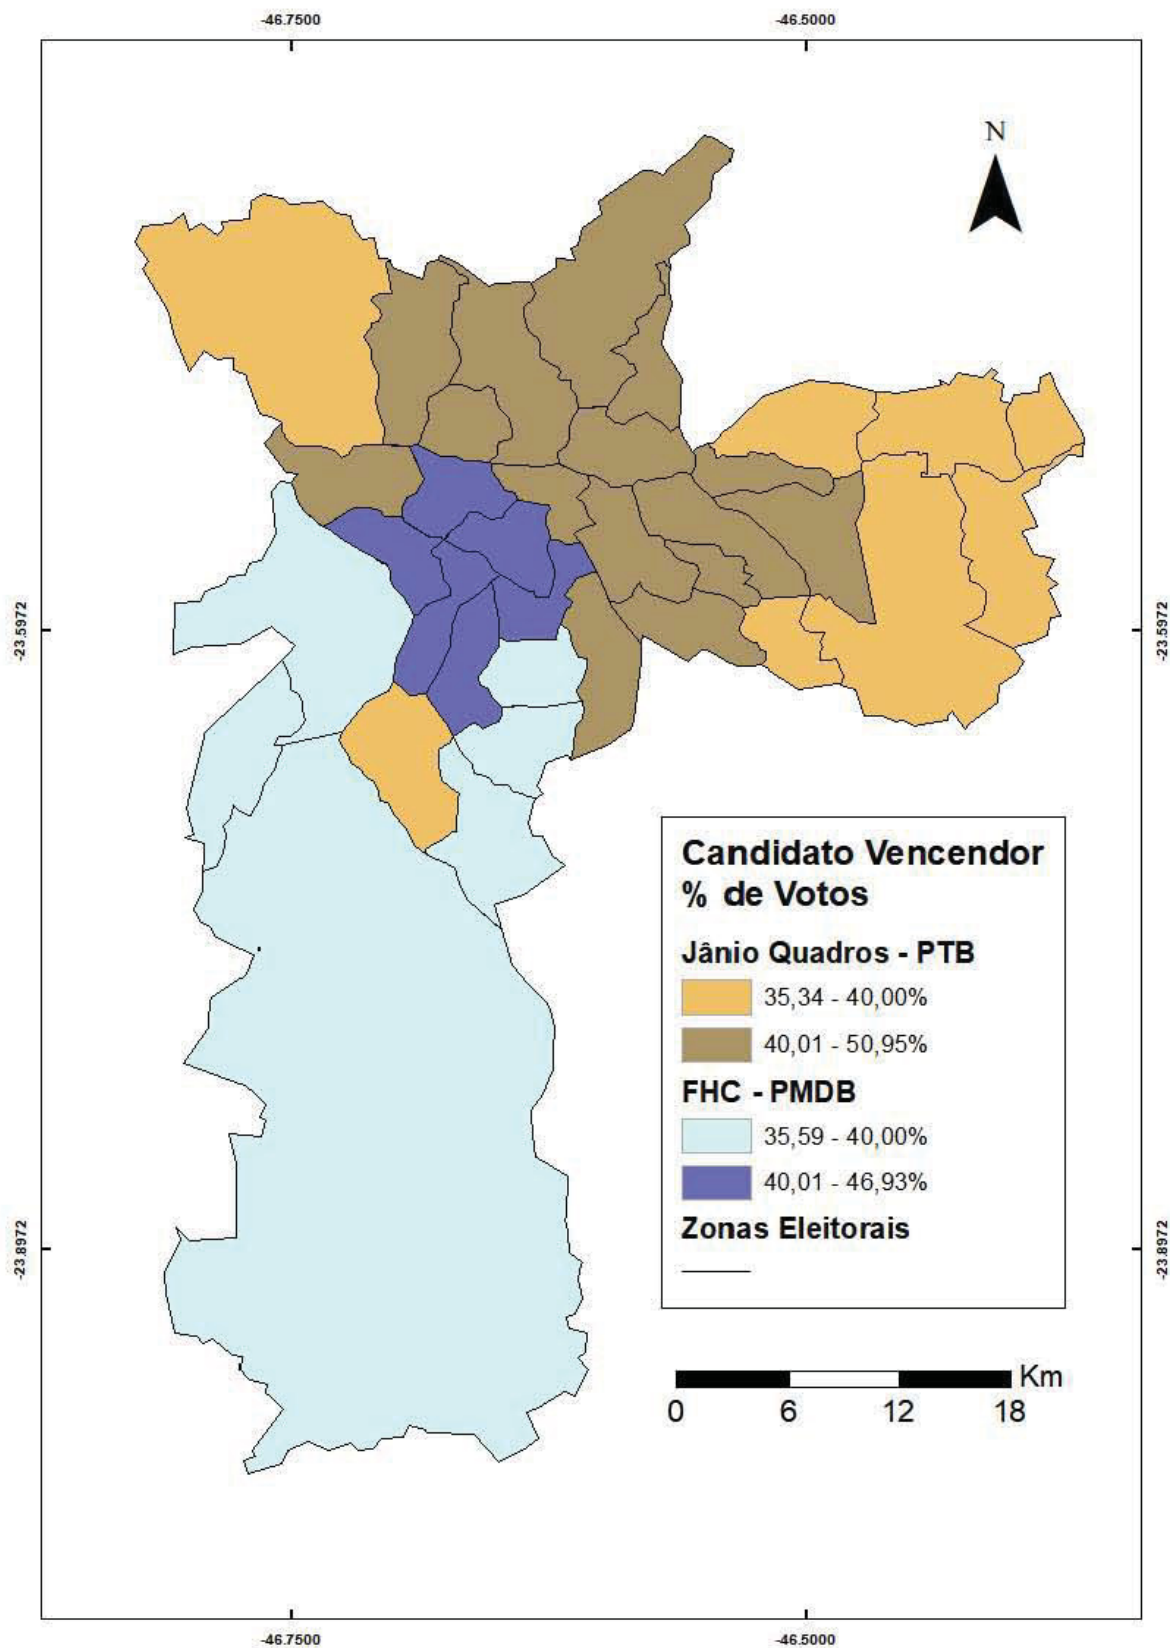 -46.7500
-46.5000
N
-23.5972
-23.5972
Candidato Vencendor
% de Votos
Jânio Quadros - PTB
35,34 - 40,00%
40,01 - 50,95%
FHC - PMDB
35,59 - 40,00%
40,01 - 46,93%
Zonas Eleitorais
-23.8972
-23.8972
Km
0
6
12
18
-46.7500
-46.5000